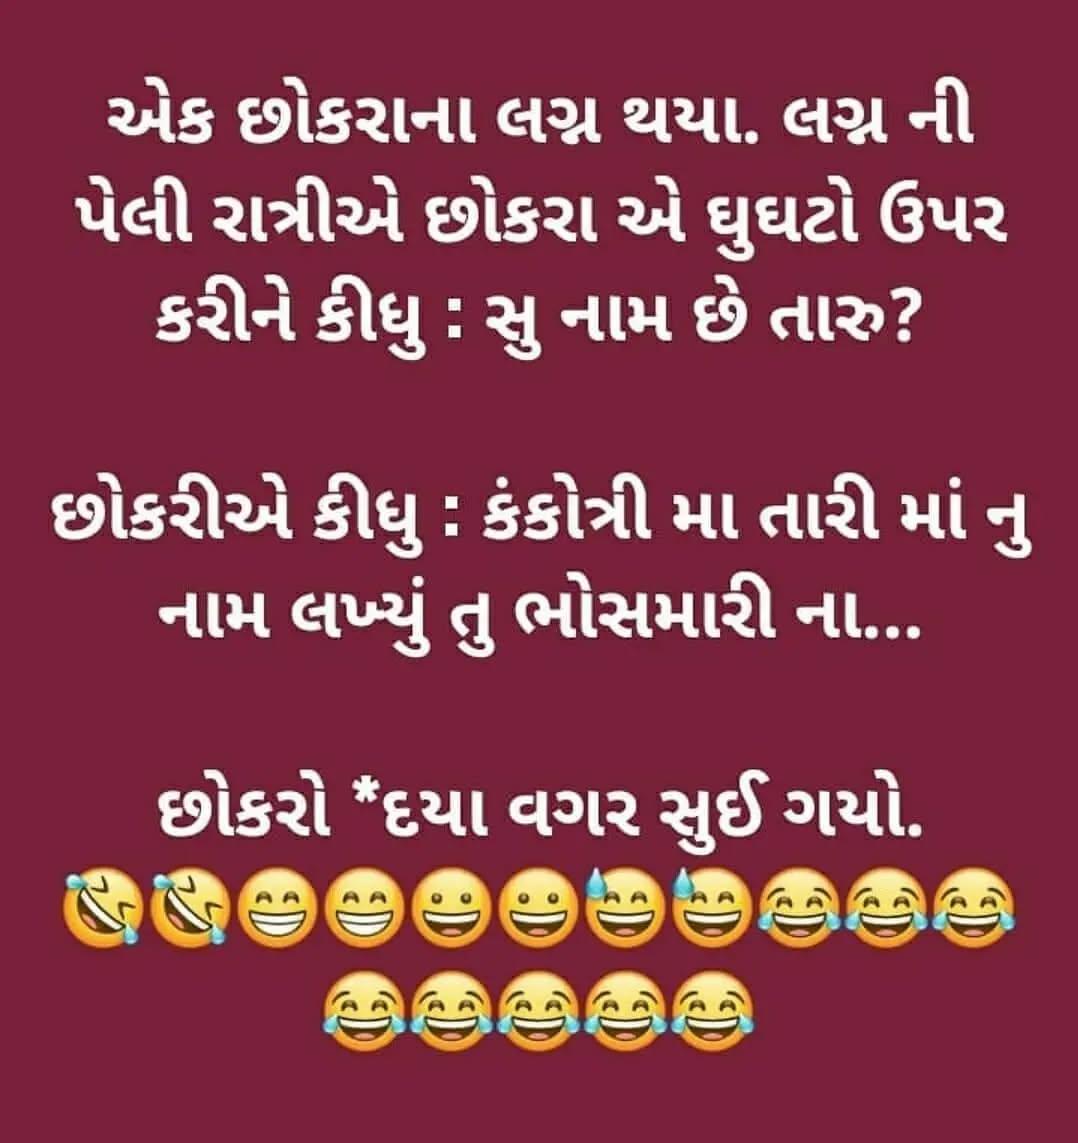 એક છોકરાના લગ્ન થયા. લગ્ન ની
પેલી રાત્રીએ છોકરા એ ઘુઘટો ઉપર
કરીને કીધુ : સુ નામ છે તારુ?
છોકરીએ કીધુ : કંકોત્રી મા તારી માં નુ
નામ લખ્યું તુ ભોસમારી ના...
છોકરો *દયા વગર સુઈ ગયો.
🤣🤣😁😁😀😀😅😅😂😂😂
😂😂😂😂😂